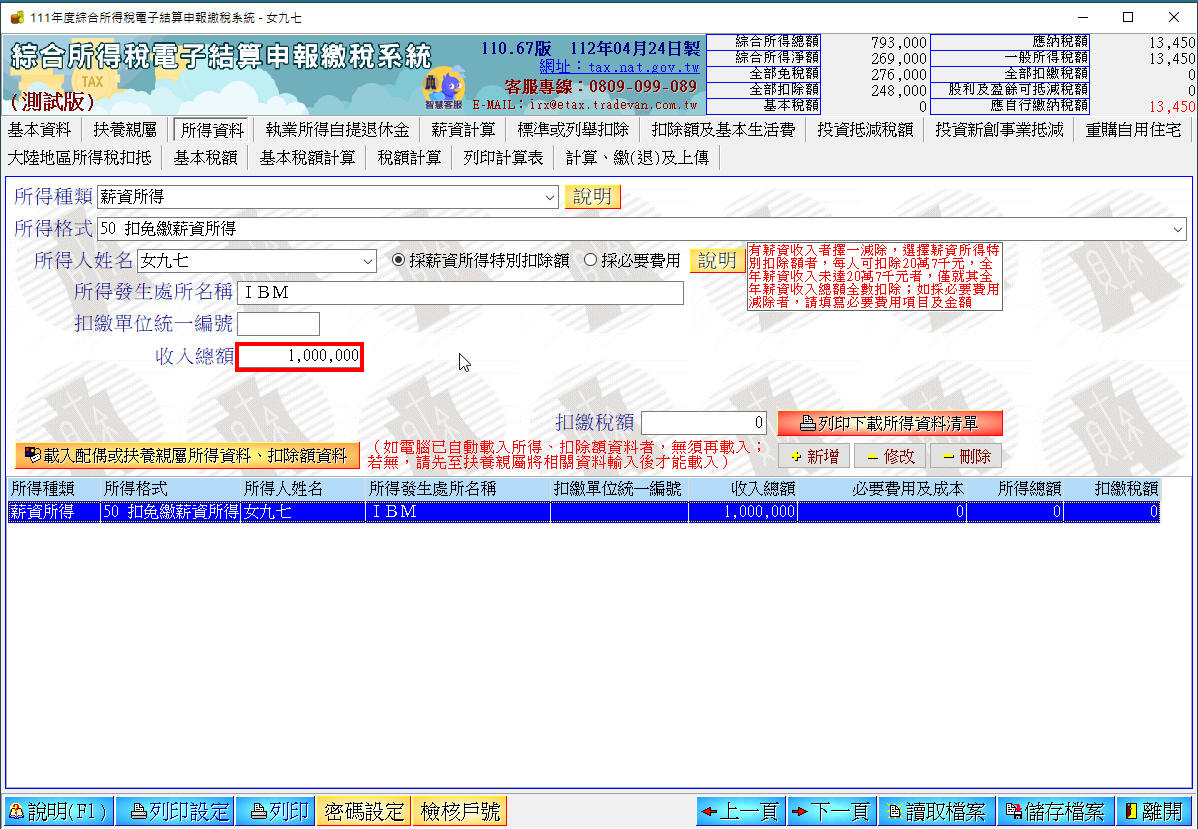 111年度綜合所得稅電子結算申報繳稅系統 - 女九七
綜合所得稅電子結算申報繳稅系統
TAX
(測試版)
110.67版 112年04月24日製
網址：tax.nat.gov.tw
客服專線：0809-099-089
E-MAIL：irx@etax.tradevan.com.tw
智慧客服
綜合所得總額 793,000 應納稅額 13,450
綜合所得淨額 269,000 一般所得稅額 13,450
全部免稅額 276,000 全部扣繳稅額 0
全部扣除額 248,000 股利及盈餘可抵減稅額 0
基本稅額 0 應自行繳納稅額 13,450
基本資料 扶養親屬 所得資料 執業所得自提退休金 薪資計算 標準或列舉扣除 扣除額及基本生活費 投資抵減稅額 投資新創事業抵減 重購自用住宅
大陸地區所得稅扣抵 基本稅額 基本稅額計算 稅額計算 列印計算表 計算、繳(退)及上傳
所得種類 薪資所得 說明
所得格式 50 扣免繳薪資所得
所得人姓名 女九七 採薪資所得特別扣除額 採必要費用 說明
有薪資收入者擇一減除，選擇薪資所得特
別扣除額者，每人可扣除20萬7千元，全
年薪資收入未達20萬7千元者，僅就其全
年薪資收入總額全數扣除；如採必要費用
減除者，請填寫必要費用項目及金額
所得發生處所名稱 ＩＢＭ
扣繳單位統一編號
收入總額 1,000,000
扣繳稅額 0 列印下載所得資料清單
載入配偶或扶養親屬所得資料、扣除額資料
（如電腦已自動載入所得、扣除額資料者，無須再載入；
若無，請先至扶養親屬將相關資料輸入後才能載入）
新增 修改 刪除
所得種類 所得格式 所得人姓名 所得發生處所名稱 扣繳單位統一編號 收入總額 必要費用及成本 所得總額 扣繳稅額
薪資所得 50 扣免繳薪資所得 女九七 ＩＢＭ 1,000,000 0 0 0
說明(F1) 列印設定 列印 密碼設定 檢核戶號 上一頁 下一頁 讀取檔案 儲存檔案 離開